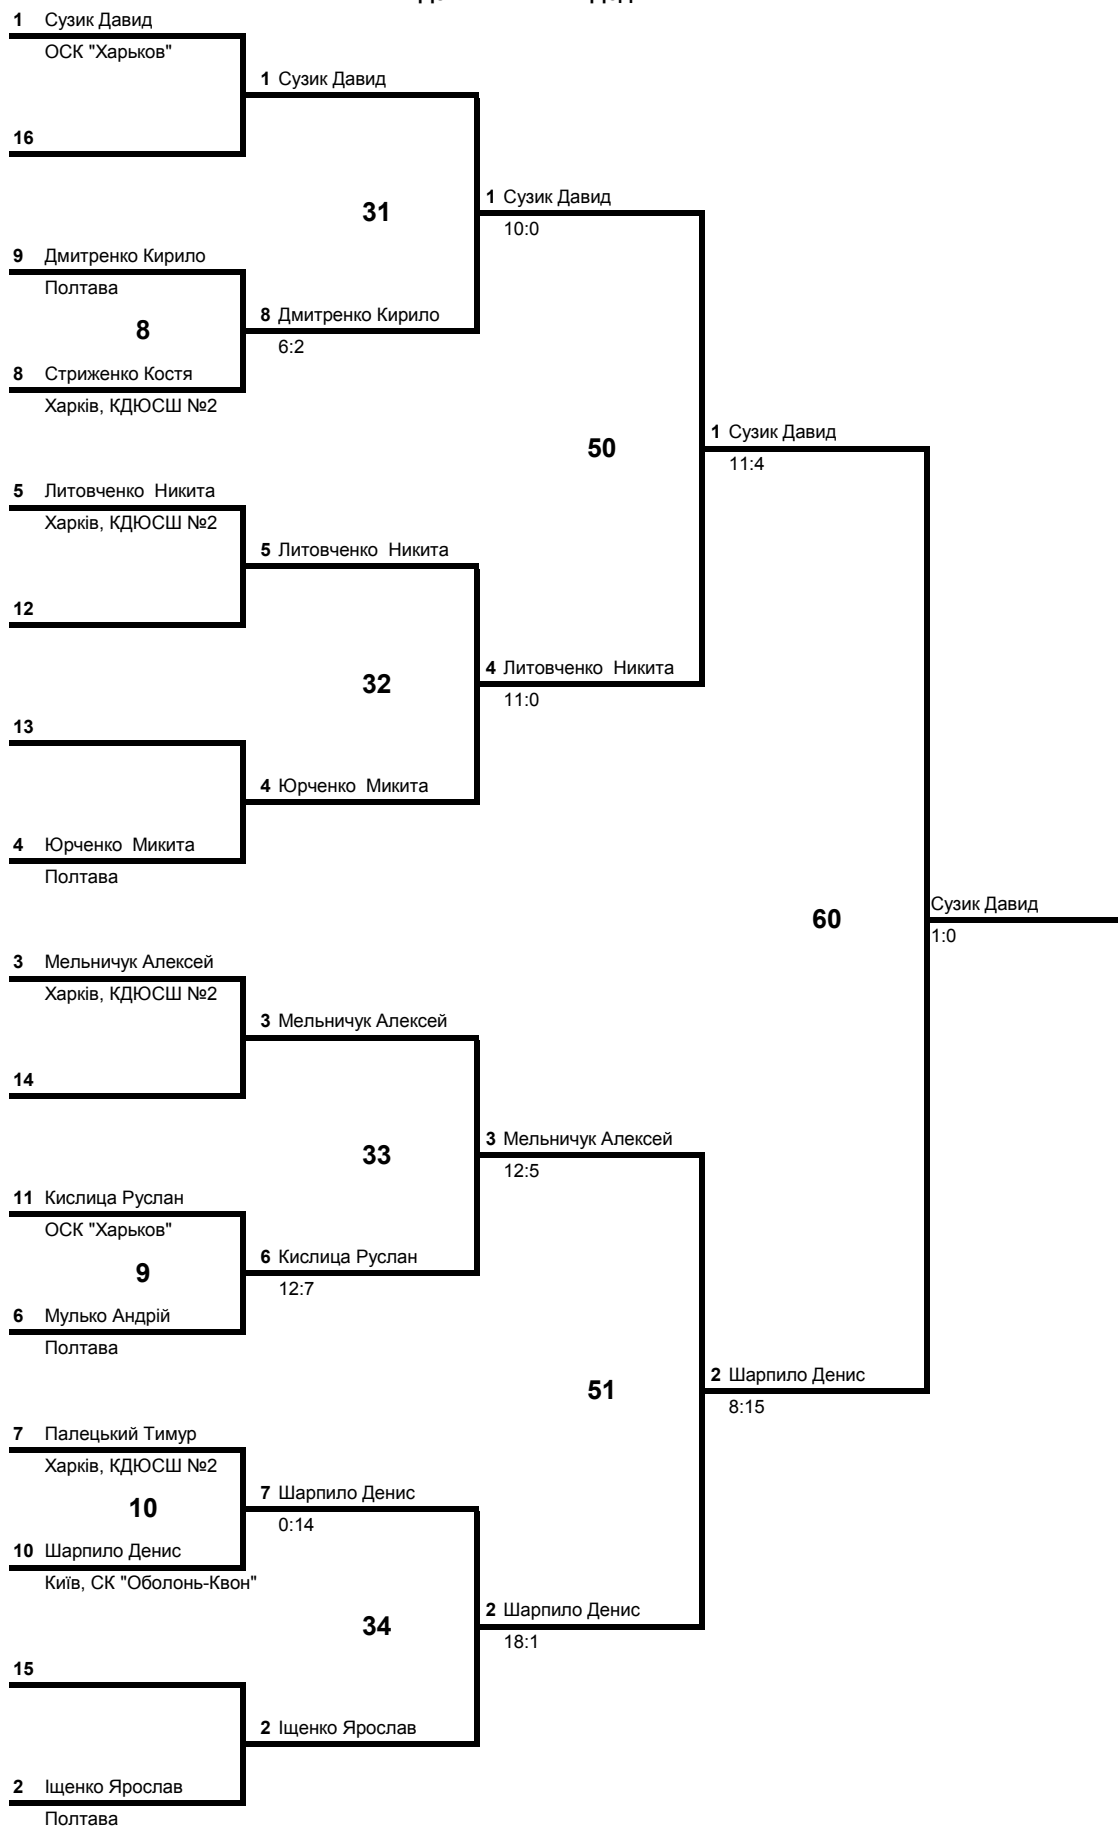 1 Сузик Давид
ОСК "Харьков"
1 Сузик Давид
16
1 Сузик Давид
31
10:0
9 Дмитренко Кирило
Полтава
8 Дмитренко Кирило
8
6:2
8 Стриженко Костя
Харків, КДЮСШ №2
1 Сузик Давид
50
11:4
5 Литовченко Никита
Харків, КДЮСШ №2
5 Литовченко Никита
12
4 Литовченко Никита
32
11:0
13
4 Юрченко Микита
4 Юрченко Микита
Полтава
Сузик Давид
60
1:0
3 Мельничук Алексей
Харків, КДЮСШ №2
3 Мельничук Алексей
14
3 Мельничук Алексей
33
12:5
11 Кислица Руслан
ОСК "Харьков"
6 Кислица Руслан
9
12:7
6 Мулько Андрій
Полтава
2 Шарпило Денис
51
8:15
7 Палецький Тимур
Харків, КДЮСШ №2
7 Шарпило Денис
10
0:14
10 Шарпило Денис
Київ, СК "Оболонь-Квон"
2 Шарпило Денис
34
18:1
15
2 Іщенко Ярослав
2 Іщенко Ярослав
Полтава